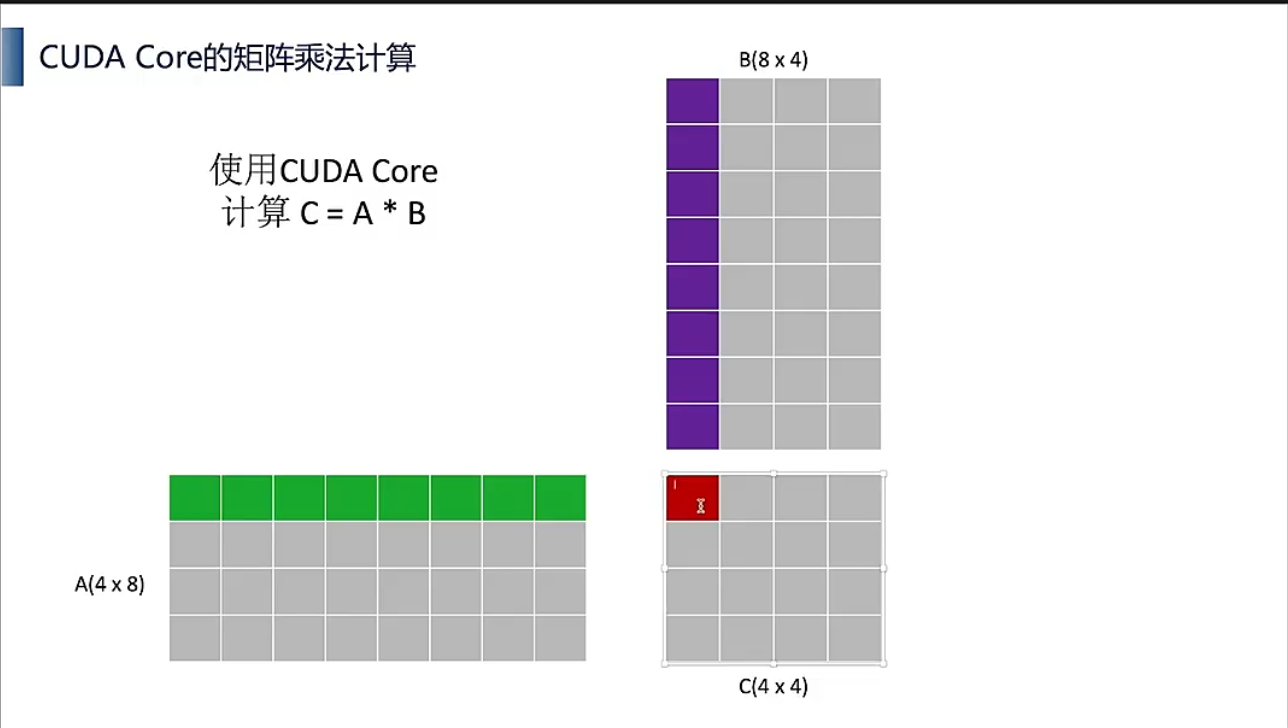 CUDA Core的矩阵乘法计算
B(8 x 4)
使用CUDA Core
计算 C = A * B
A(4 x 8)
C(4 x 4)